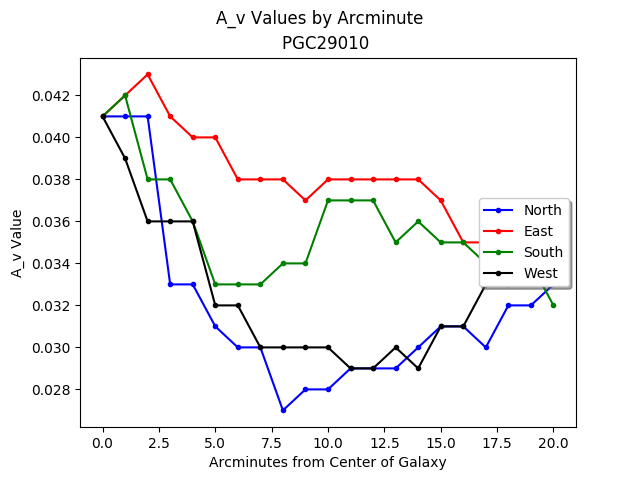 A_v Values by Arcminute
PGC29010
A_v Value
0.042
0.040
0.038
0.036
0.034
0.032
0.030
0.028
North
East
South
West
0.0 2.5 5.0 7.5 10.0 12.5 15.0 17.5 20.0
Arcminutes from Center of Galaxy